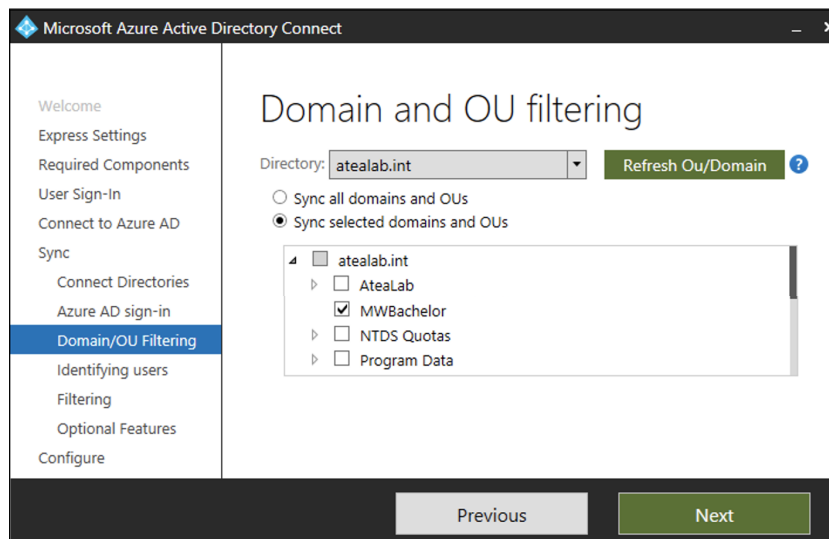 Microsoft Azure Active Directory Connect
Welcome
Express Settings
Required Components
User Sign-In
Connect to Azure AD
Sync
Connect Directories
Azure AD sign-in
Domain/OU Filtering
Identifying users
Filtering
Optional Features
Configure
Domain and OU filtering
Directory: atealab.int Refresh Ou/Domain ?
Sync all domains and OUs
Sync selected domains and OUs
atealab.int
AteaLab
MWBachelor
NTDS Quotas
Program Data
Previous Next